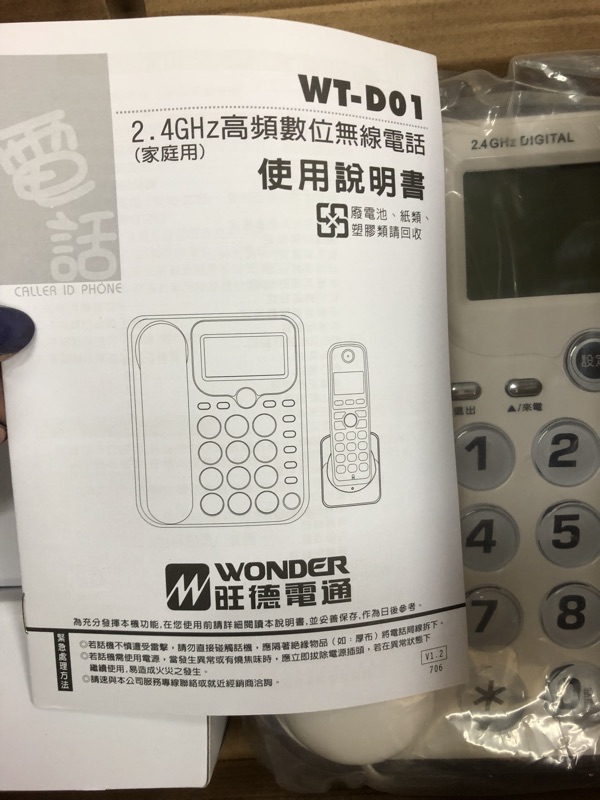 WT-D01
2.4GHz高頻數位無線電話
(家庭用)
使用說明書
廢電池、紙類、
塑膠類請回收
電話
CALLER ID PHONE
WONDER
旺德電通
為充分發揮本機功能,在您使用前請詳細閱讀本說明書,並妥善保存,作為日後參考。
緊急處理方法
◎若話機不慎遭受雷擊,請勿直接碰觸話機,應隔著絕緣物品(如:厚布)將電話局線拆下。
◎若話機需使用電源,當發生異常或有燒焦味時,應立即拔除電源插頭,若在異常狀態下
繼續使用,易造成火災之發生。
◎請速與本公司服務專線聯絡或就近經銷商洽詢。
V1.2
706
2.4GHz DIGITAL
設定
退出
▲/來電
1
2
4
5
7
8
*
0